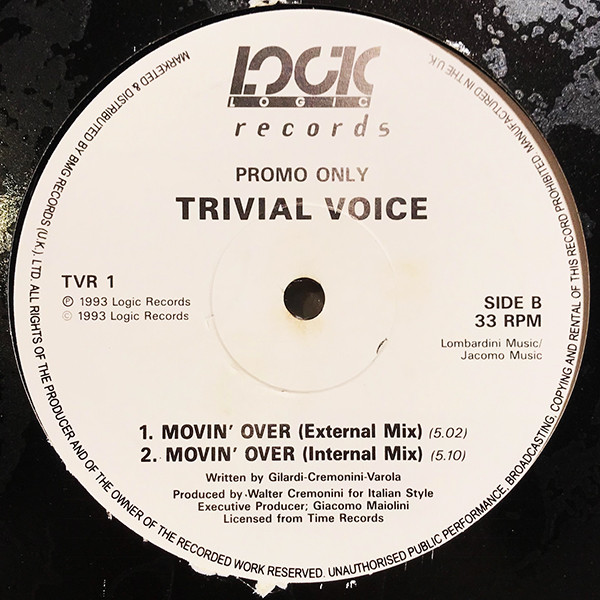 LOGIC
LOGIC
records
PROMO ONLY
TRIVIAL VOICE
TVR 1
℗ 1993 Logic Records
© 1993 Logic Records
SIDE B
33 RPM
Lombardini Music/
Jacomo Music
1. MOVIN' OVER (External Mix) (5.02)
2. MOVIN' OVER (Internal Mix) (5.10)
Written by Gilardi-Cremonini-Varola
Produced by Walter Cremonini for Italian Style
Executive Producer; Giacomo Maiolini
Licensed from Time Records
MARKETED & DISTRIBUTED BY BMG RECORDS (U.K.) LTD. ALL RIGHTS OF THE PRODUCER AND OF THE OWNER OF THE RECORDED WORK RESERVED. UNAUTHORISED PUBLIC PERFORMANCE, BROADCASTING, COPYING AND RENTAL OF THIS RECORD PROHIBITED. MANUFACTURED IN THE U.K.